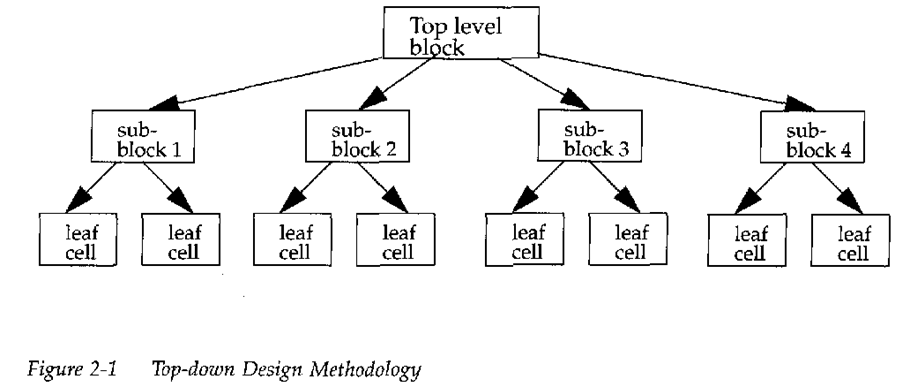 Top level
block
sub-
block 1
sub-
block 2
sub-
block 3
sub-
block 4
leaf
cell
leaf
cell
leaf
cell
leaf
cell
leaf
cell
leaf
cell
leaf
cell
leaf
cell
Figure 2-1 Top-down Design Methodology